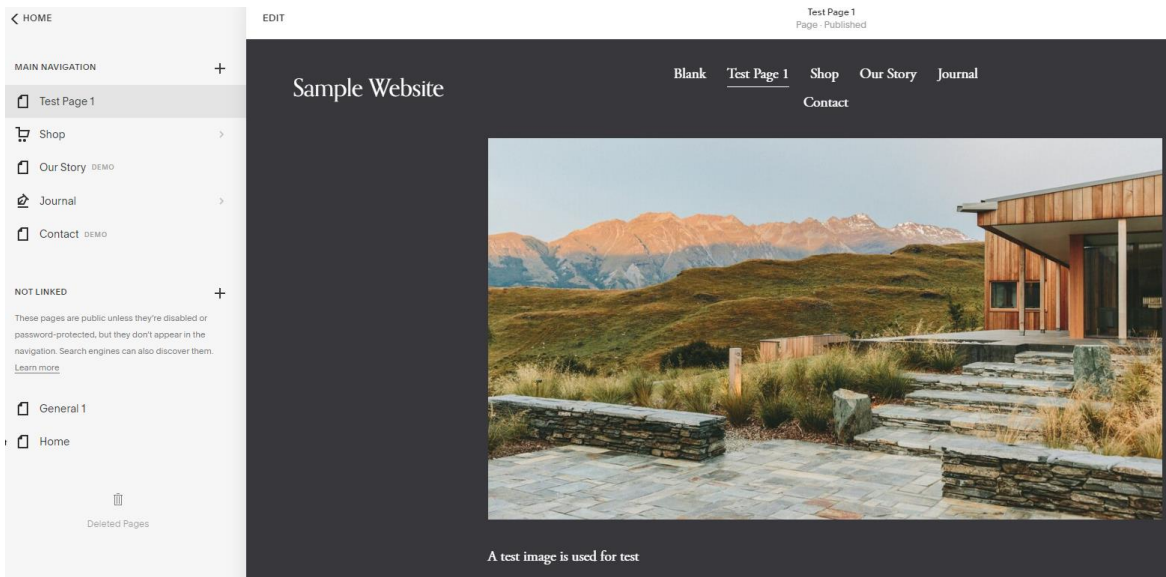 HOME
MAIN NAVIGATION
Test Page 1
Shop
Our Story DEMO
Journal
Contact DEMO
NOT LINKED
These pages are public unless they're disabled or
password-protected, but they don't appear in the
navigation. Search engines can also discover them.
Learn more
General 1
Home
Deleted Pages
EDIT
Test Page 1
Page · Published
Sample Website
Blank Test Page 1 Shop Our Story Journal
Contact
A test image is used for test